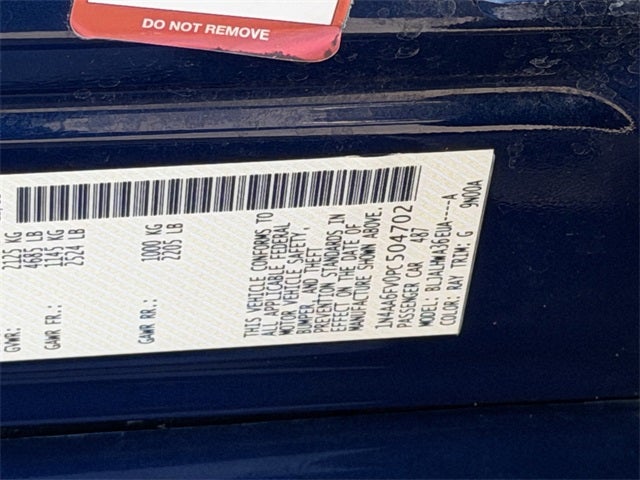 DO NOT REMOVE
GVWR: 2125 KG
4685 LB
GAWR FR.: 1145 KG
2524 LB
GAWR RR.: 1000 KG
2205 LB
THIS VEHICLE CONFORMS TO
ALL APPLICABLE FEDERAL
MOTOR VEHICLE SAFETY,
BUMPER, AND THEFT
PREVENTION STANDARDS IN
EFFECT ON THE DATE OF
MANUFACTURE SHOWN ABOVE.
1N4AA6FV0PC504702
PASSENGER CAR 487
MODEL: BLJALHWA36EUA----A
COLOR: RAY TRIM: G 9N00A